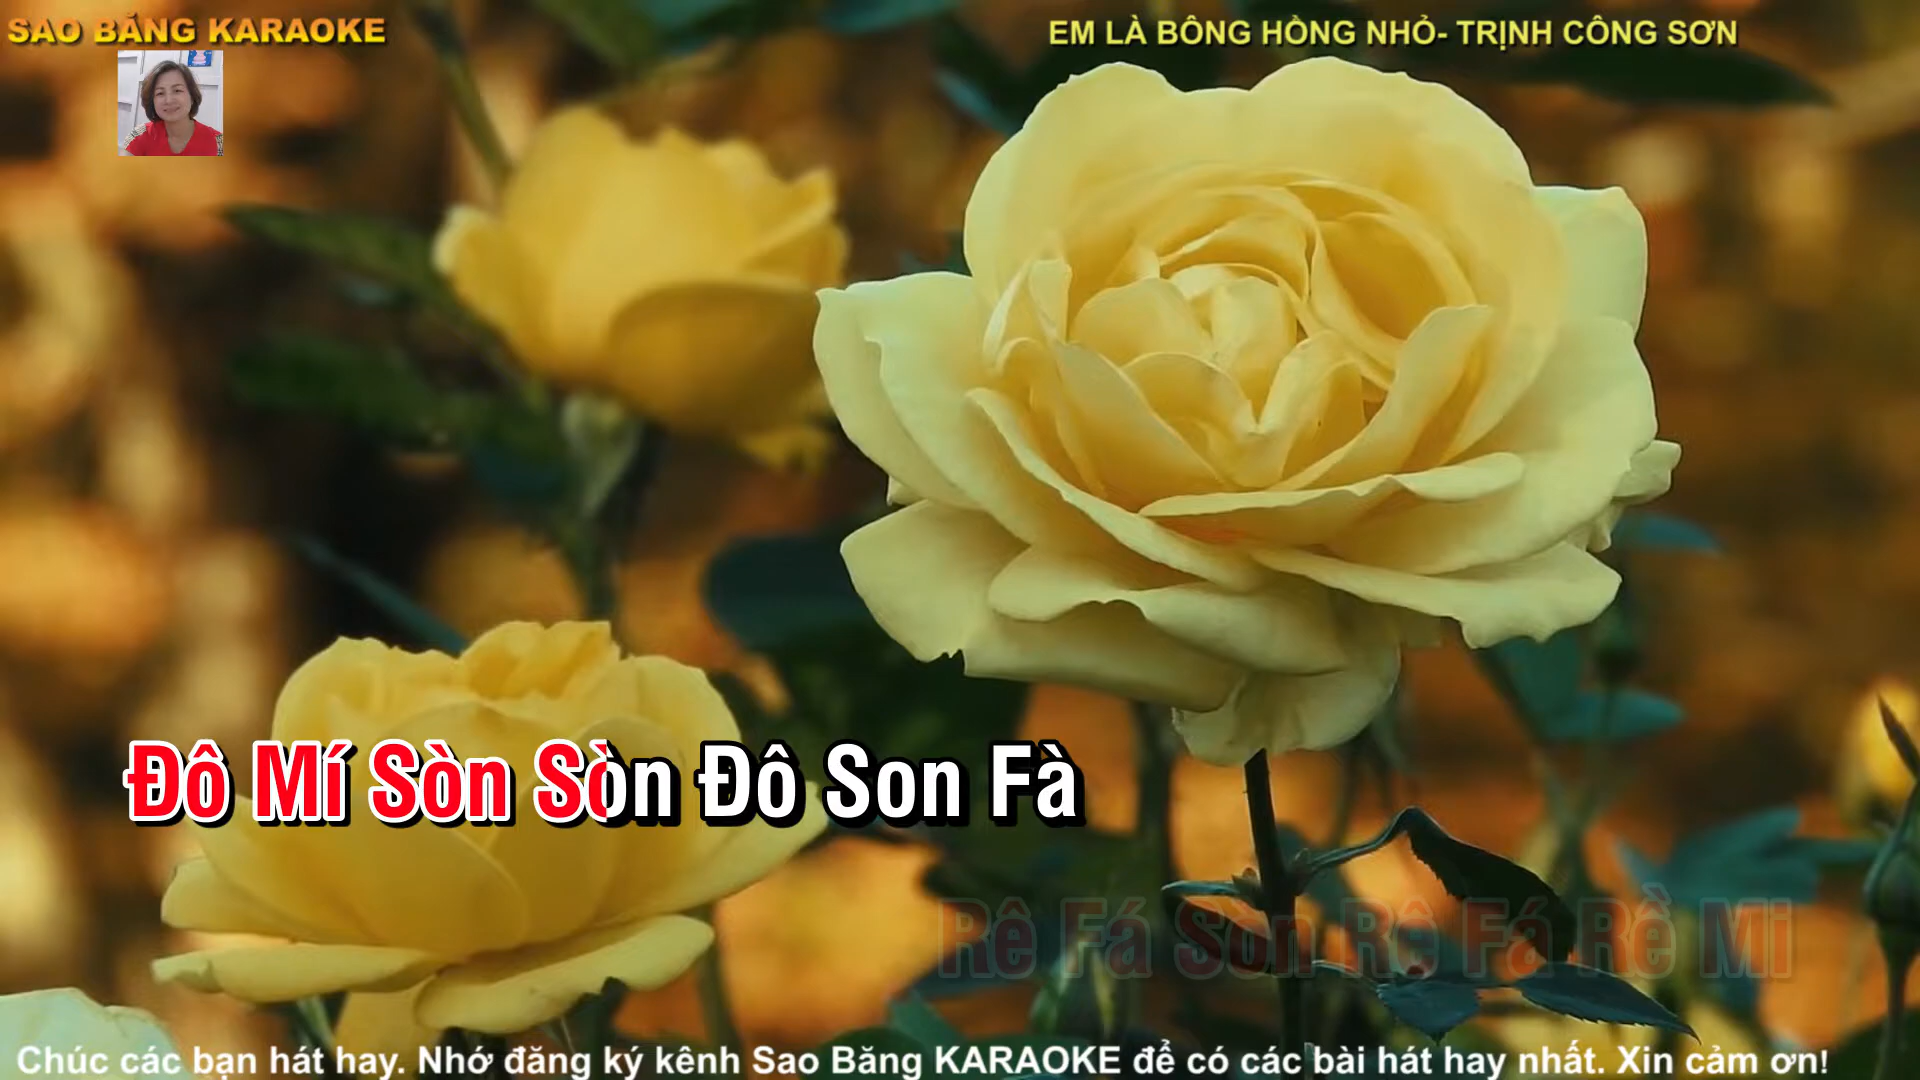 SAO BĂNG KARAOKE
EM LÀ BÔNG HỒNG NHỎ- TRỊNH CÔNG SƠN
Đô Mí Sòn Sòn Đô Son Fà
Rê Fá Sòn Rê Fá Rề Mi
Chúc các bạn hát hay. Nhớ đăng ký kênh Sao Băng KARAOKE để có các bài hát hay nhất. Xin cảm ơn!